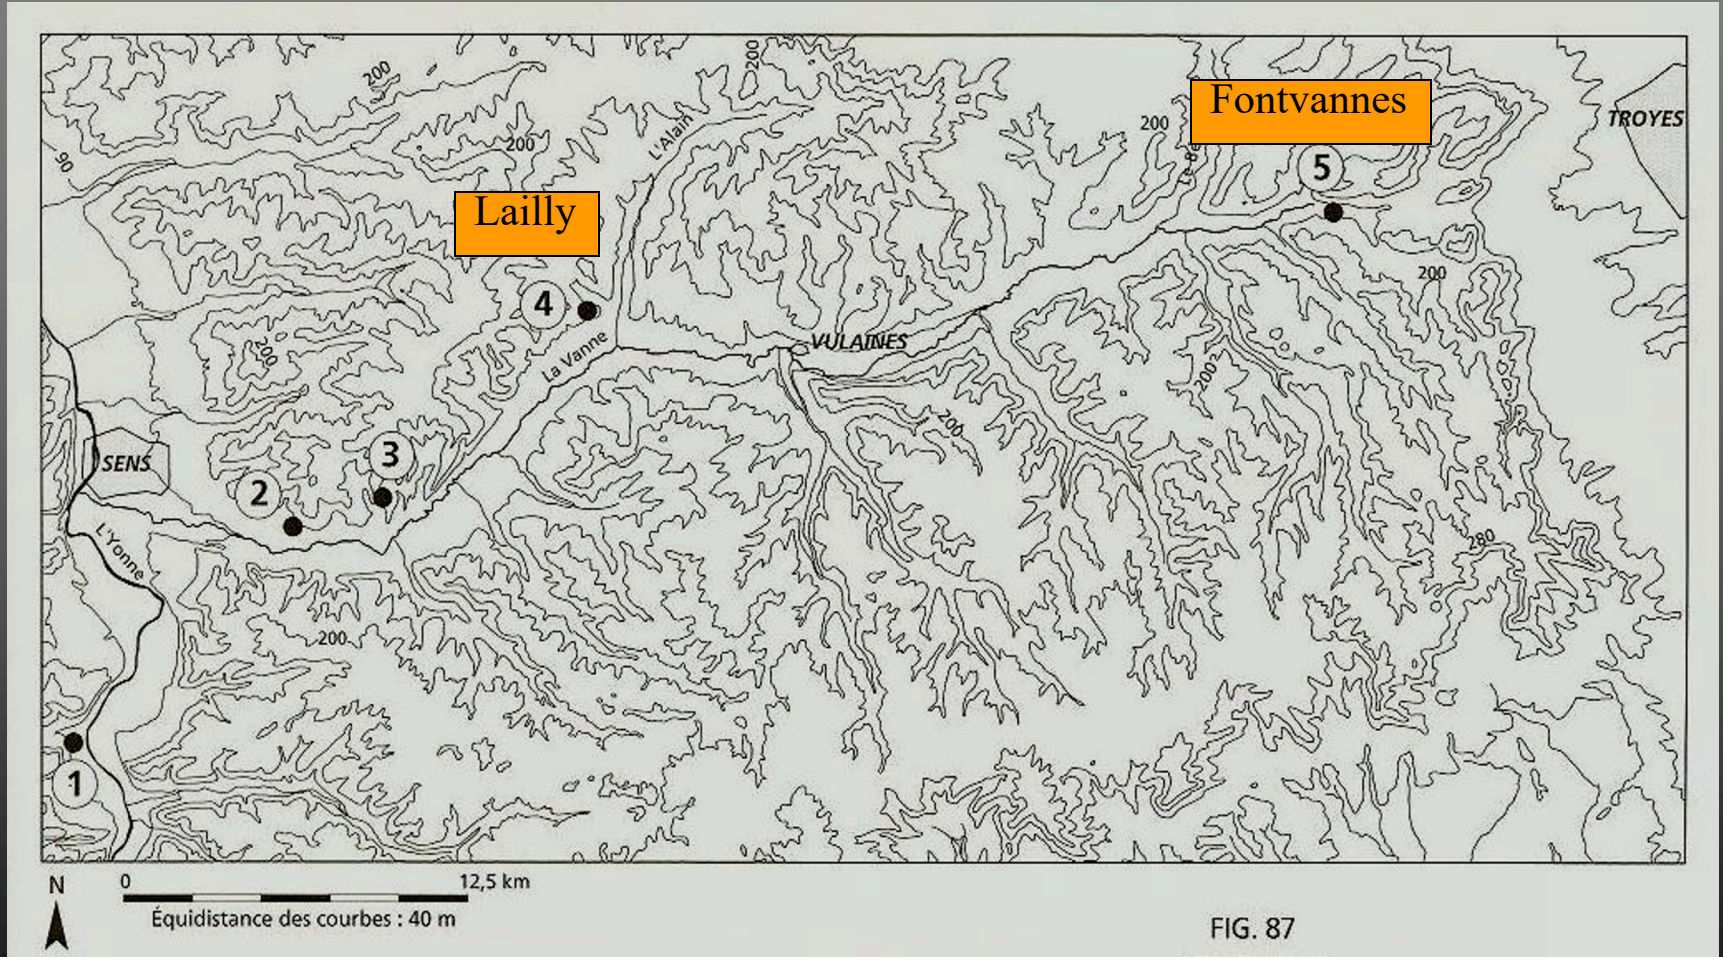 200
200
Fontvannes
TROYES
L'Alain
200
200
90
5
Lailly
200
4
La Vanne
VULAINES
200
200
200
3
SENS
2
L'Yonne
280
200
1
N
0 12,5 km
Équidistance des courbes : 40 m
FIG. 87